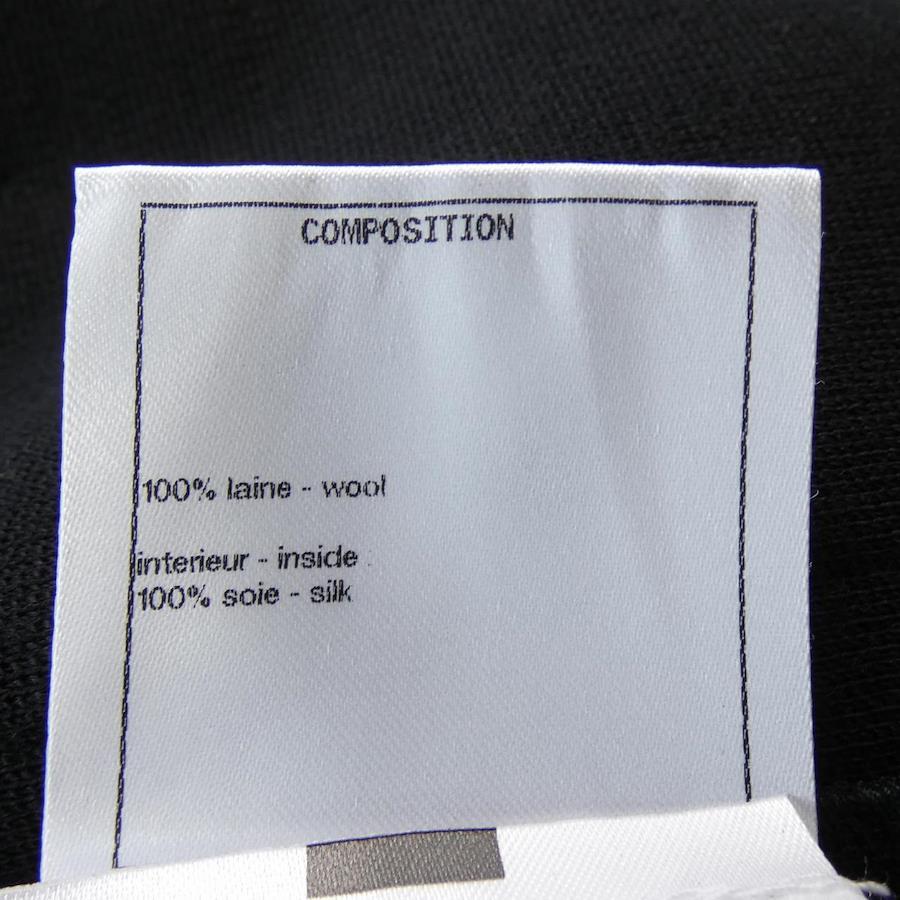 COMPOSITION
100% laine - wool
interieur - inside
100% soie - silk